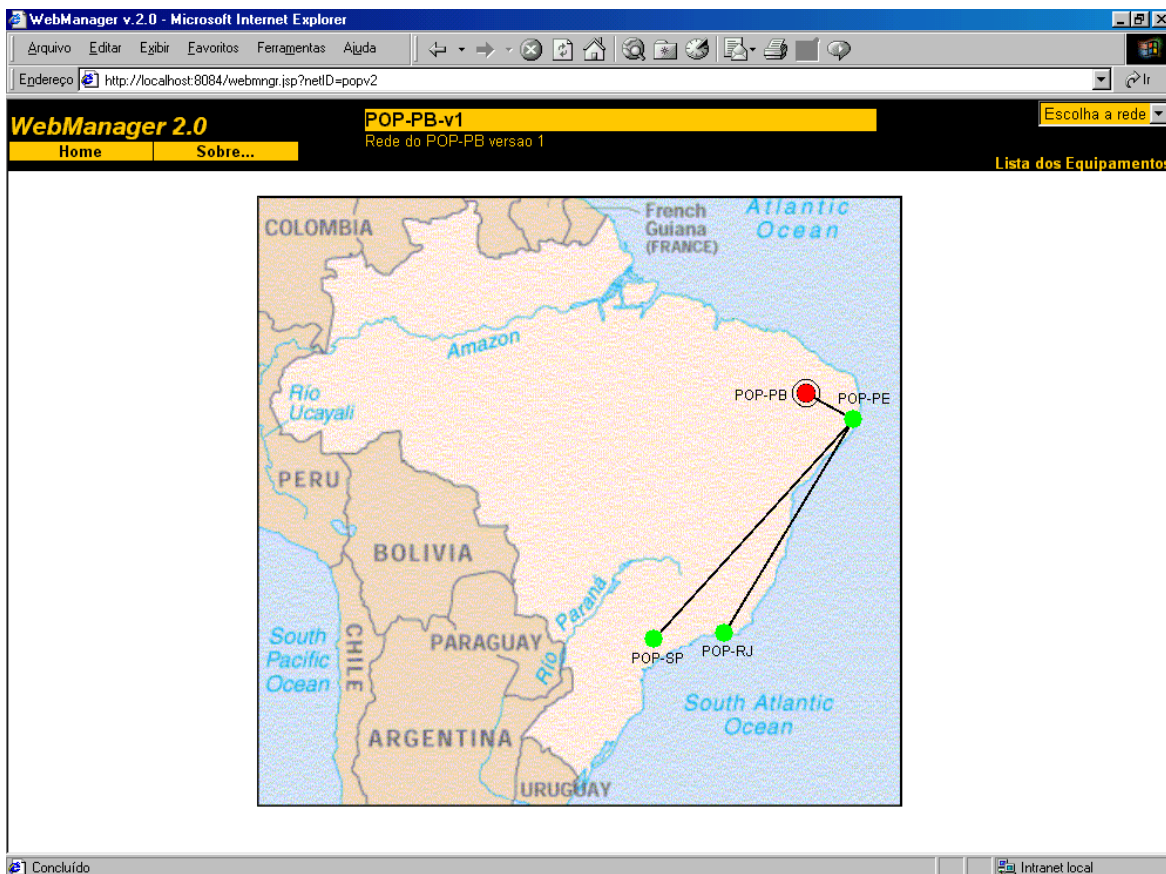 WebManager v.2.0 - Microsoft Internet Explorer
Arquivo Editar Exibir Favoritos Ferramentas Ajuda
Endereço http://localhost:8084/webmngr.jsp?netID=popv2 Ir
WebManager 2.0
Home Sobre...
POP-PB-v1
Rede do POP-PB versao 1
Escolha a rede
Lista dos Equipamentos
COLOMBIA
French
Guiana
(FRANCE)
Atlantic
Ocean
Amazon
Río
Ucayali
POP-PB
POP-PE
PERU
BOLIVIA
Río Paraná
PARAGUAY
CHILE
South
Pacific
Ocean
POP-SP
POP-RJ
South Atlantic
Ocean
ARGENTINA
URUGUAY
Concluído
Intranet local